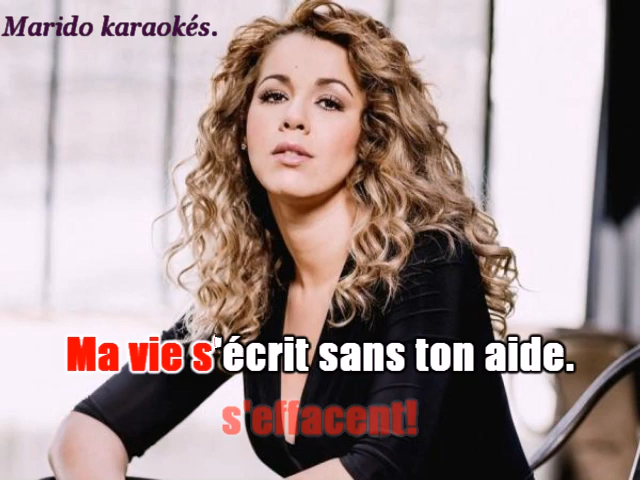 Marido karaokés.
Ma vie s'écrit sans ton aide.
s'effacent!